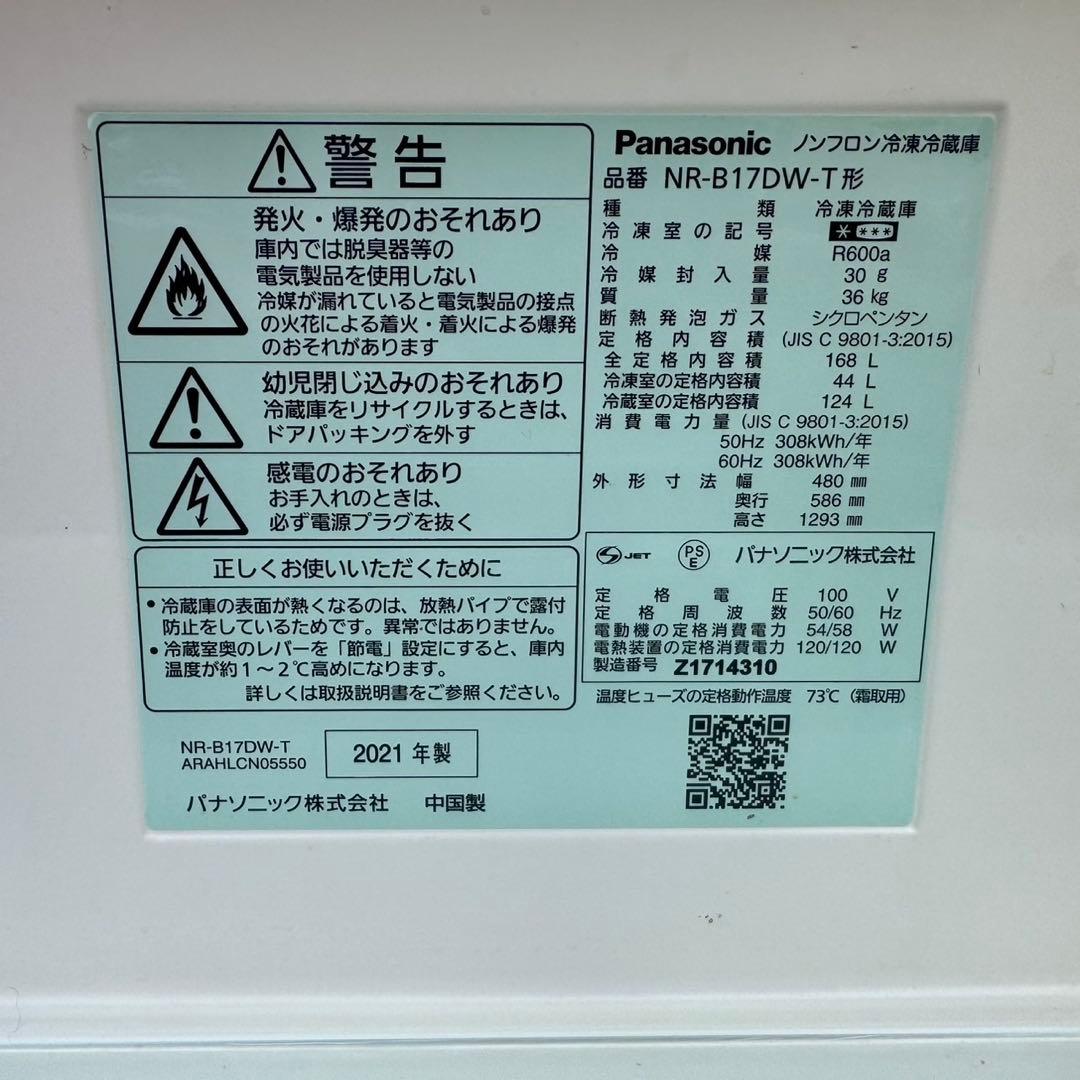 警告
発火・爆発のおそれあり
庫内では脱臭器等の
電気製品を使用しない
冷媒が漏れていると電気製品の接点
の火花による着火・着火による爆発
のおそれがあります
幼児閉じ込みのおそれあり
冷蔵庫をリサイクルするときは、
ドアパッキングを外す
感電のおそれあり
お手入れのときは、
必ず電源プラグを抜く
正しくお使いいただくために
•冷蔵庫の表面が熱くなるのは、放熱パイプで露付
防止をしているためです。異常ではありません。
•冷蔵室奥のレバーを「節電」設定にすると、庫内
温度が約1~2℃高めになります。
詳しくは取扱説明書をご参照ください。
NR-B17DW-T
ARAHLCN05550
2021 年製
パナソニック株式会社 中国製
Panasonic ノンフロン冷凍冷蔵庫
品番 NR-B17DW-T形
種類 冷凍冷蔵庫
冷凍室の記号 * ***
冷媒 R600a
冷媒封入量 30 g
質量 36 kg
断熱発泡ガス シクロペンタン
定格内容積 (JIS C 9801-3:2015)
全定格内容積 168 L
冷凍室の定格内容積 44 L
冷蔵室の定格内容積 124 L
消費電力量 (JIS C 9801-3:2015)
50Hz 308kWh/年
60Hz 308kWh/年
外形寸法 幅 480 mm
奥行 586 mm
高さ 1293 mm
S JET PS E パナソニック株式会社
定格電圧 100 V
定格周波数 50/60 Hz
電動機の定格消費電力 54/58 W
電熱装置の定格消費電力 120/120 W
製造番号 Z1714310
温度ヒューズの定格動作温度 73℃(霜取用)